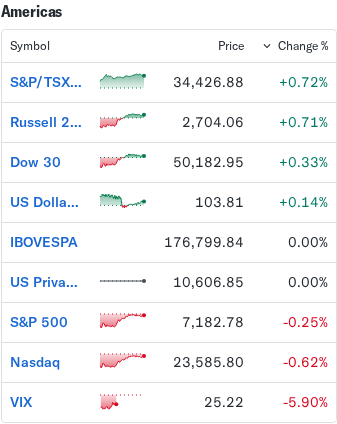 Americas
Symbol Price Change %
S&P/TSX... 34,426.88 +0.72%
Russell 2... 2,704.06 +0.71%
Dow 30 50,182.95 +0.33%
US Dolla... 103.81 +0.14%
IBOVESPA 176,799.84 0.00%
US Priva... 10,606.85 0.00%
S&P 500 7,182.78 -0.25%
Nasdaq 23,585.80 -0.62%
VIX 25.22 -5.90%